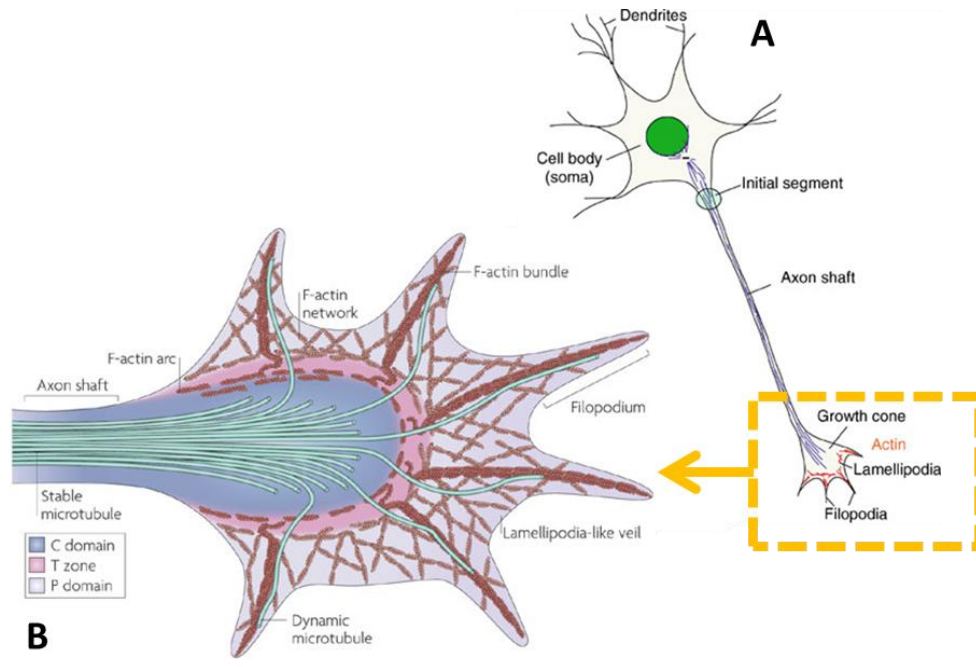 Dendrites
A
Cell body
(soma)
Initial segment
Axon shaft
Growth cone
Actin
Lamellipodia
Filopodia
F-actin bundle
F-actin
network
F-actin arc
Axon shaft
Filopodium
Stable
microtubule
Lamellipodia-like veil
C domain
T zone
P domain
Dynamic
microtubule
B